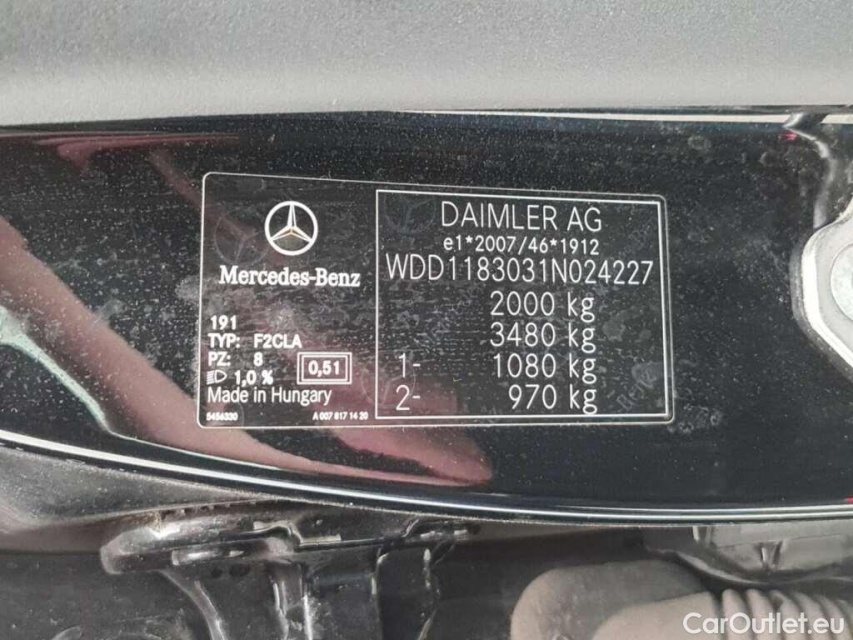 Mercedes-Benz
191
TYP: F2CLA
PZ: 8
1,0 %
0,51
Made in Hungary
5456330
A 007 817 14 20
DAIMLER AG
e1*2007/46*1912
WDD1183031N024227
2000 kg
3480 kg
1- 1080 kg
2- 970 kg
CarOutlet.eu